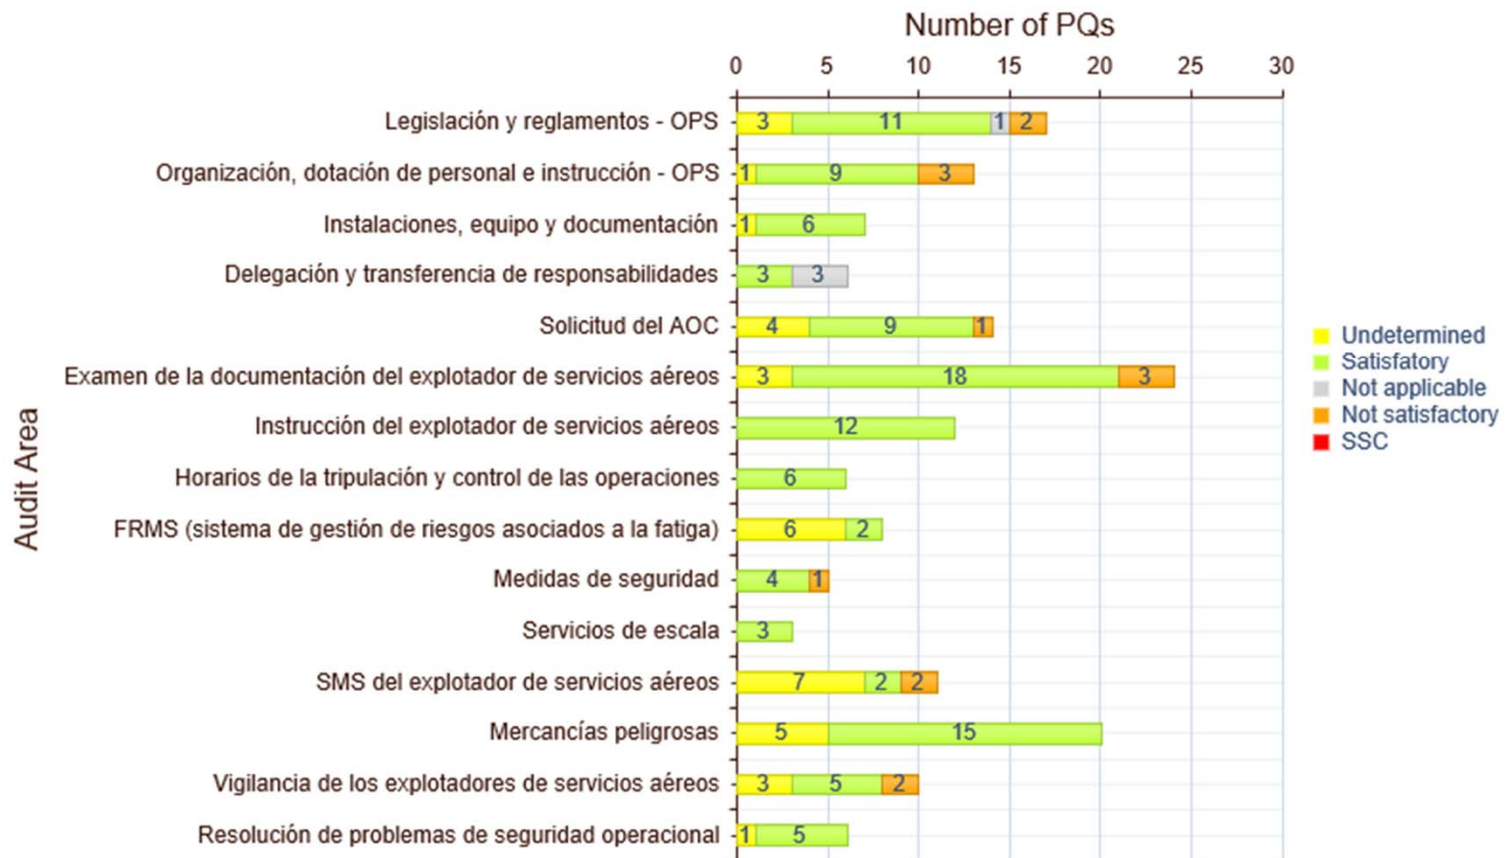 Number of PQs
0 5 10 15 20 25 30
Legislación y reglamentos - OPS 3 11 1 2
Organización, dotación de personal e instrucción - OPS 1 9 3
Instalaciones, equipo y documentación 1 6
Delegación y transferencia de responsabilidades 3 3
Solicitud del AOC 4 9 1
Examen de la documentación del explotador de servicios aéreos 3 18 3
Instrucción del explotador de servicios aéreos 12
Horarios de la tripulación y control de las operaciones 6
FRMS (sistema de gestión de riesgos asociados a la fatiga) 6 2
Medidas de seguridad 4 1
Servicios de escala 3
SMS del explotador de servicios aéreos 7 2 2
Mercancías peligrosas 5 15
Vigilancia de los explotadores de servicios aéreos 3 5 2
Resolución de problemas de seguridad operacional 1 5
Audit Area
Undetermined
Satisfatory
Not applicable
Not satisfactory
SSC